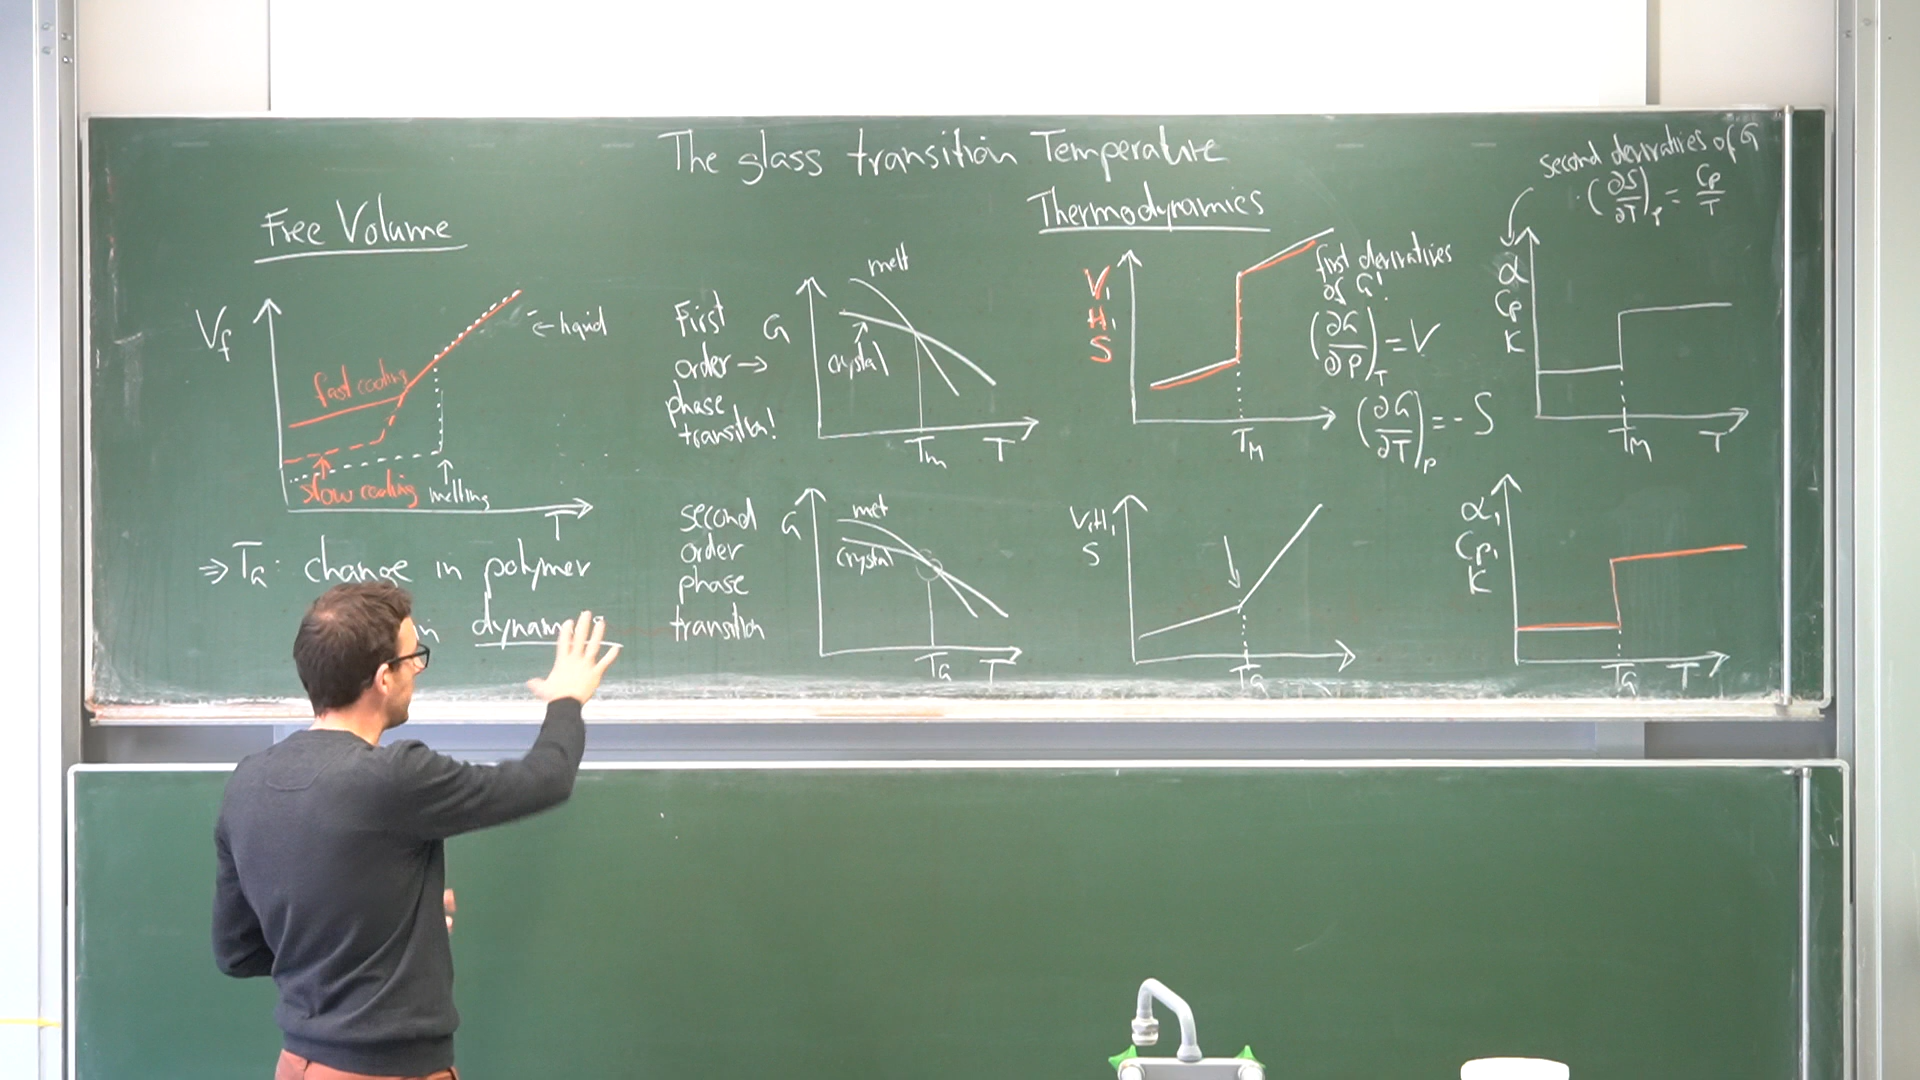 The glass transition Temperature
Free Volume
V_f
fast cooling
slow cooling
melting
← liquid
T
⇒ T_G: change in polymer
in dynamics
First
order →
phase
transition!
G
melt
crystal
T_m
T
second
order
phase
transition
G
melt
crystal
T_G
T
Thermodynamics
V,
H,
S
T_M
first derivatives
of G!
(∂G/∂P)_T = V
(∂G/∂T)_P = - S
V,H,
S
T_G
second derivatives of G
(∂S/∂T)_P = Cp/T
α
Cp
K
T_M
T
α,
Cp,
K
T_G
T